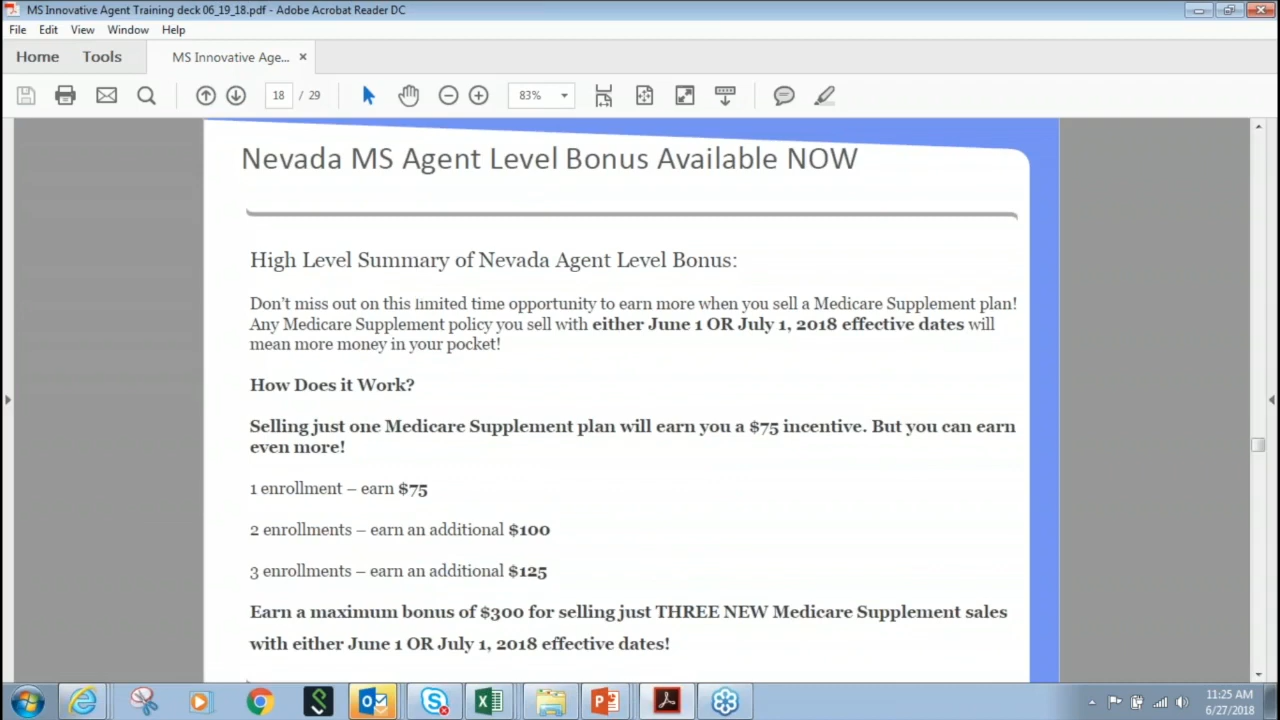 MS Innovative Agent Training deck 06_19_18.pdf - Adobe Acrobat Reader DC
File Edit View Window Help
Home Tools MS Innovative Age... ×
18 / 29 83%
Nevada MS Agent Level Bonus Available NOW
High Level Summary of Nevada Agent Level Bonus:
Don't miss out on this limited time opportunity to earn more when you sell a Medicare Supplement plan!
Any Medicare Supplement policy you sell with either June 1 OR July 1, 2018 effective dates will
mean more money in your pocket!
How Does it Work?
Selling just one Medicare Supplement plan will earn you a $75 incentive. But you can earn
even more!
1 enrollment – earn $75
2 enrollments – earn an additional $100
3 enrollments – earn an additional $125
Earn a maximum bonus of $300 for selling just THREE NEW Medicare Supplement sales
with either June 1 OR July 1, 2018 effective dates!
11:25 AM
6/27/2018